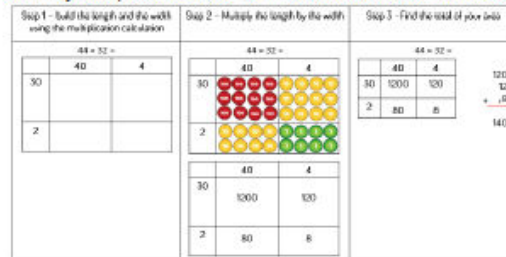 Step 1 - build the length and the width
using the multiplication calculation
44 × 32 =
40 4
30
2
Step 2 - Multiply the length by the width
44 × 32 =
40 4
30
2
40 4
30 1200 120
2 80 8
Step 3 - Find the total of your area
44 × 32 =
40 4
30 1200 120
2 80 8
120
12
+
140